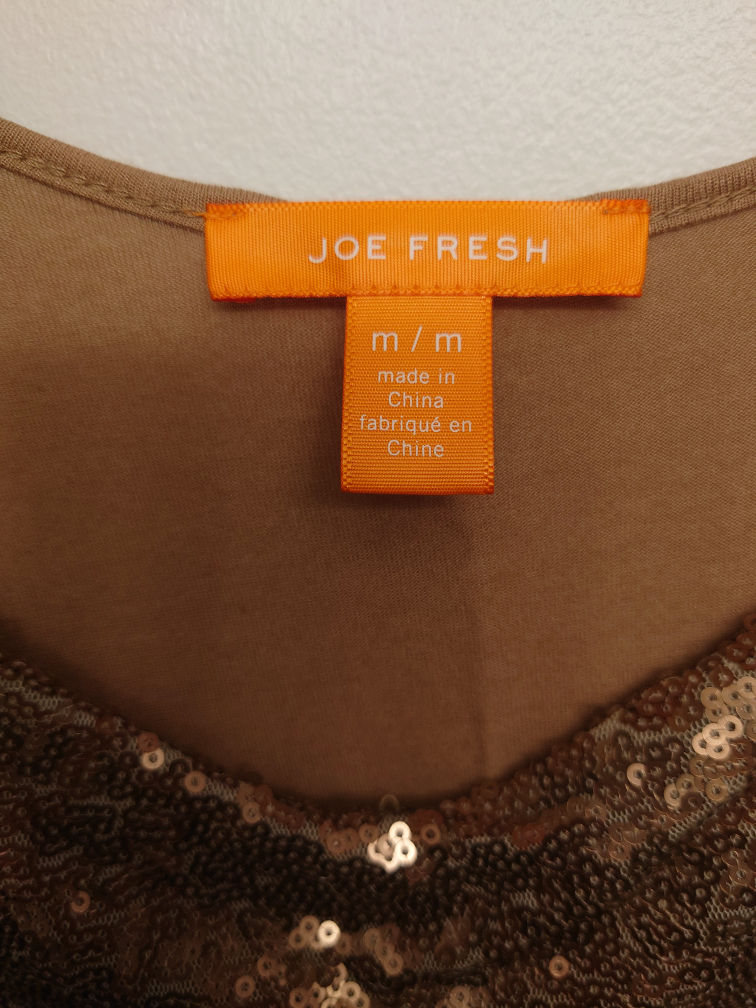 JOE FRESH
m / m
made in
China
fabriqué en
Chine